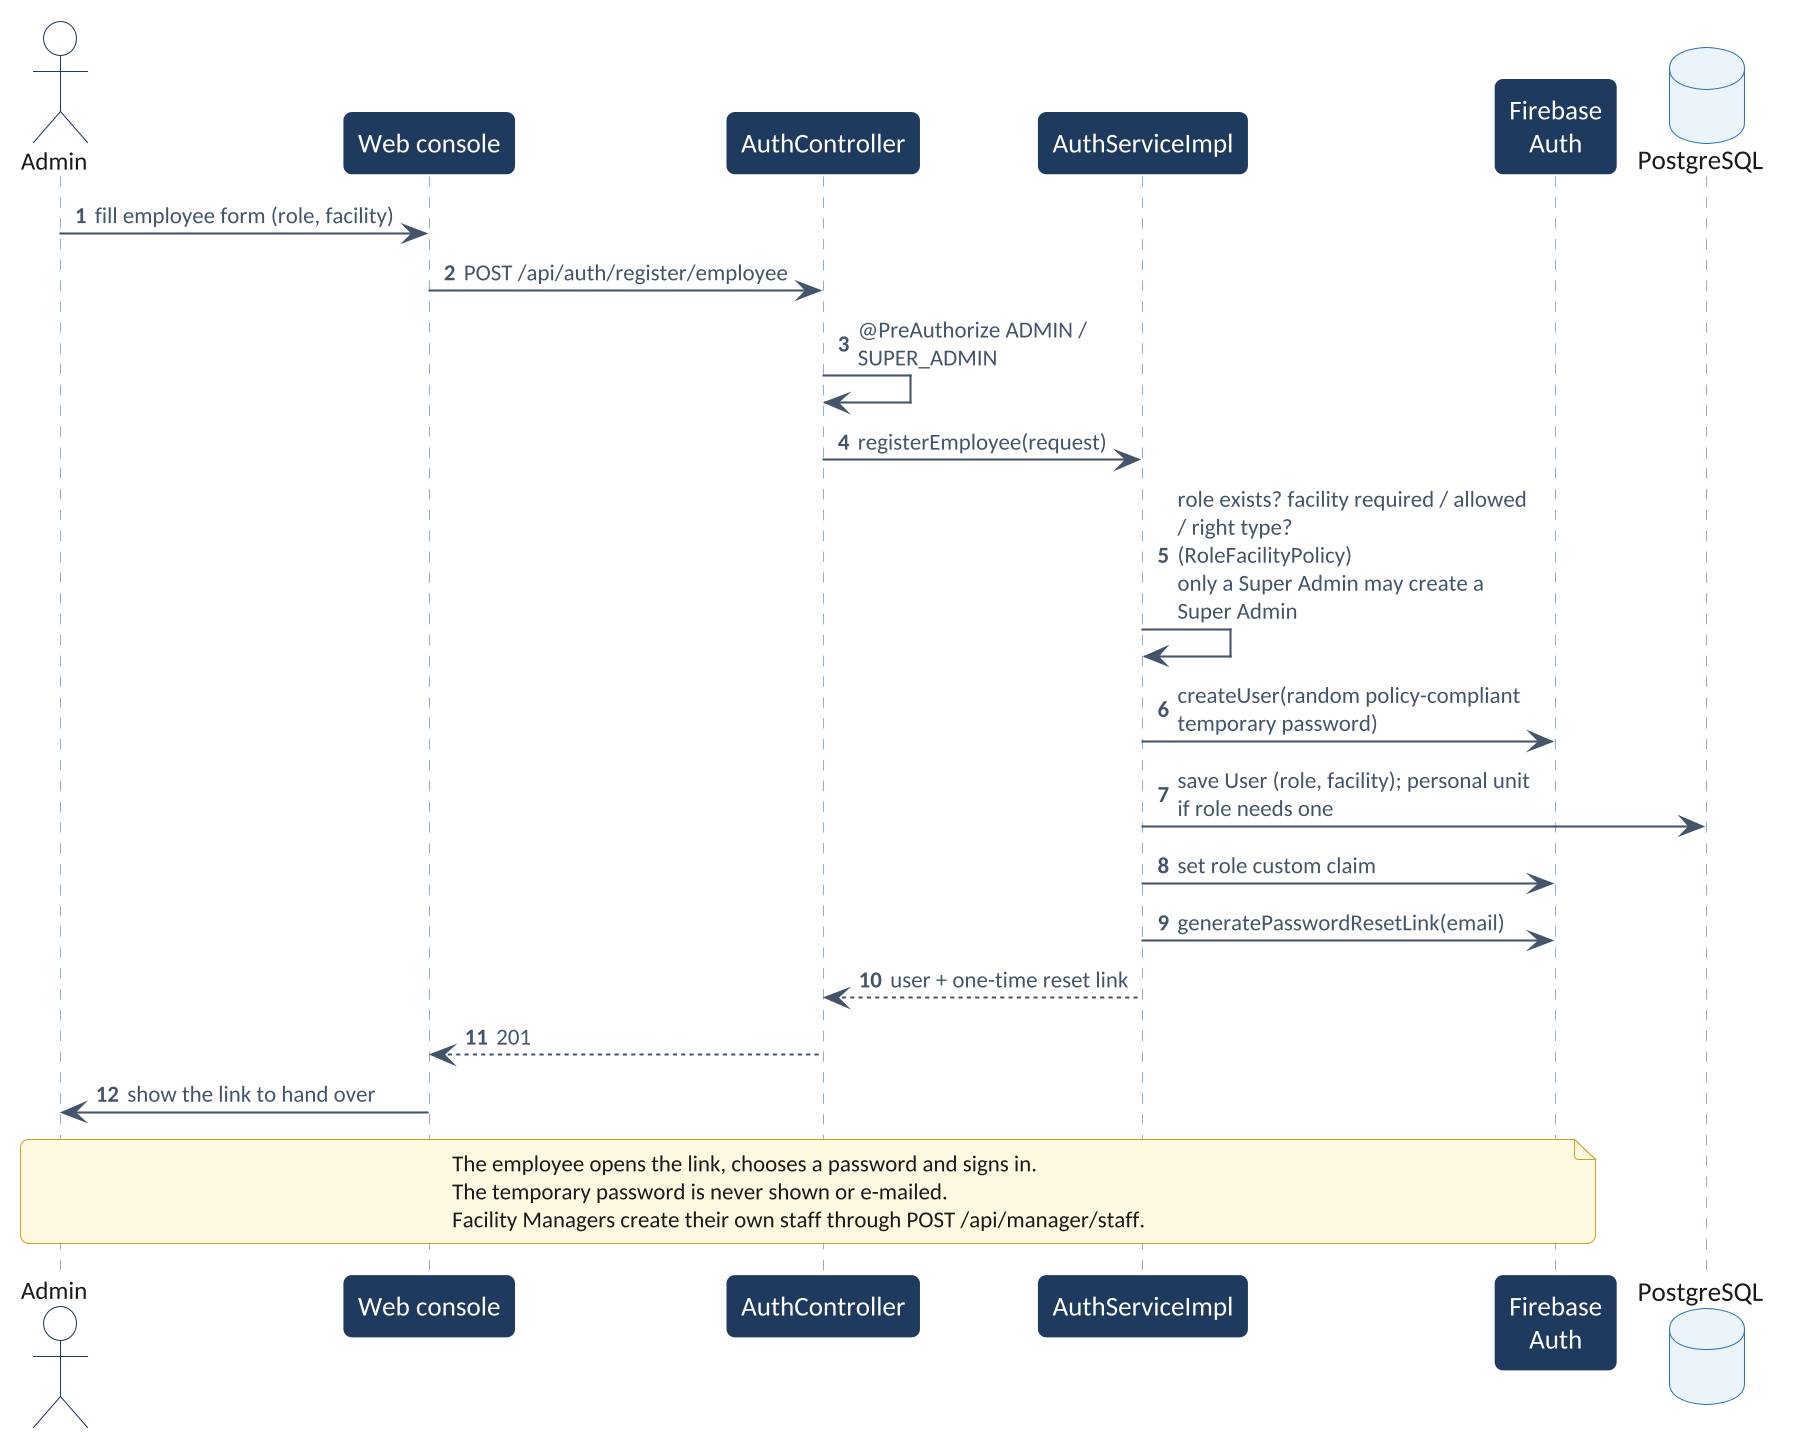 Admin
Web console
AuthController
AuthServiceImpl
Firebase
Auth
PostgreSQL
1 fill employee form (role, facility)
2 POST /api/auth/register/employee
3 @PreAuthorize ADMIN /
SUPER_ADMIN
4 registerEmployee(request)
5 role exists? facility required / allowed
/ right type?
(RoleFacilityPolicy)
only a Super Admin may create a
Super Admin
6 createUser(random policy-compliant
temporary password)
7 save User (role, facility); personal unit
if role needs one
8 set role custom claim
9 generatePasswordResetLink(email)
10 user + one-time reset link
11 201
12 show the link to hand over
The employee opens the link, chooses a password and signs in.
The temporary password is never shown or e-mailed.
Facility Managers create their own staff through POST /api/manager/staff.
Admin
Web console
AuthController
AuthServiceImpl
Firebase
Auth
PostgreSQL